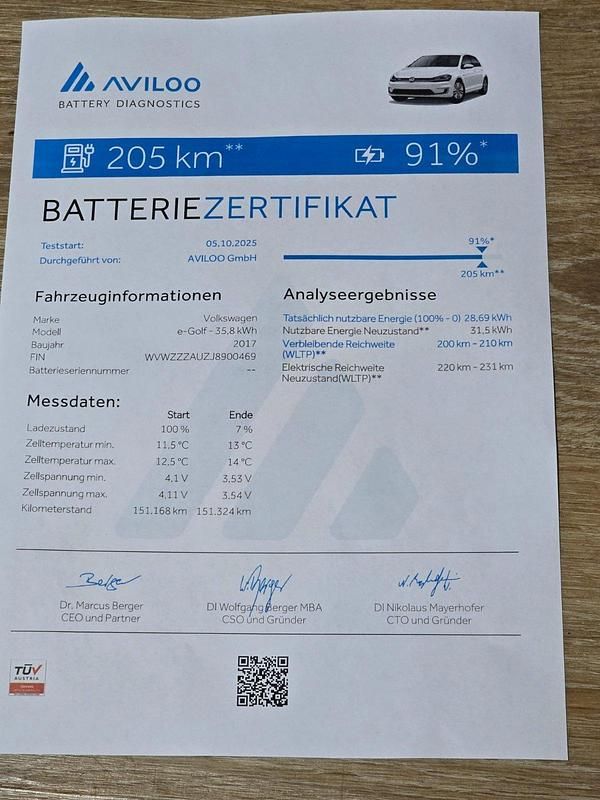 AVILOO
BATTERY DIAGNOSTICS
205 km** 91%*
BATTERIEZERTIFIKAT
Teststart: 05.10.2025
Durchgeführt von: AVILOO GmbH
91%*
205 km**
Fahrzeuginformationen
Marke Volkswagen
Modell e-Golf - 35,8 kWh
Baujahr 2017
FIN WVWZZZAUZJ8900469
Batterieseriennummer --
Analyseergebnisse
Tatsächlich nutzbare Energie (100% - 0) 28,69 kWh
Nutzbare Energie Neuzustand** 31,5 kWh
Verbleibende Reichweite 200 km - 210 km
(WLTP)**
Elektrische Reichweite 220 km - 231 km
Neuzustand(WLTP)**
Messdaten:
Start Ende
Ladezustand 100 % 7 %
Zelltemperatur min. 11,5 °C 13 °C
Zelltemperatur max. 12,5 °C 14 °C
Zellspannung min. 4,1 V 3,53 V
Zellspannung max. 4,11 V 3,54 V
Kilometerstand 151.168 km 151.324 km
Dr. Marcus Berger
CEO und Partner
DI Wolfgang Berger MBA
CSO und Gründer
DI Nikolaus Mayerhofer
CTO und Gründer
TÜV
AUSTRIA